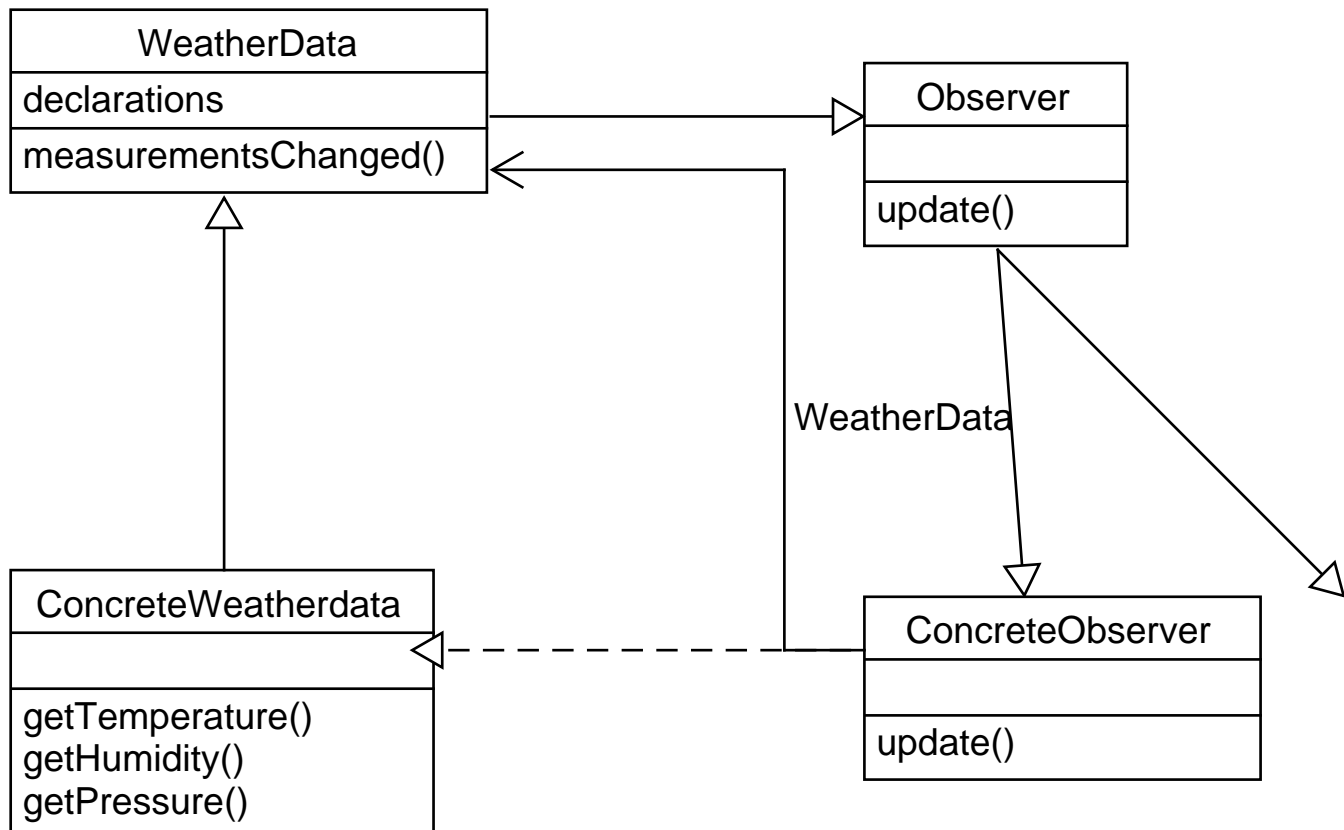 WeatherData
declarations
measurementsChanged()
Observer
update()
WeatherData
ConcreteWeatherdata
getTemperature()
getHumidity()
getPressure()
ConcreteObserver
update()